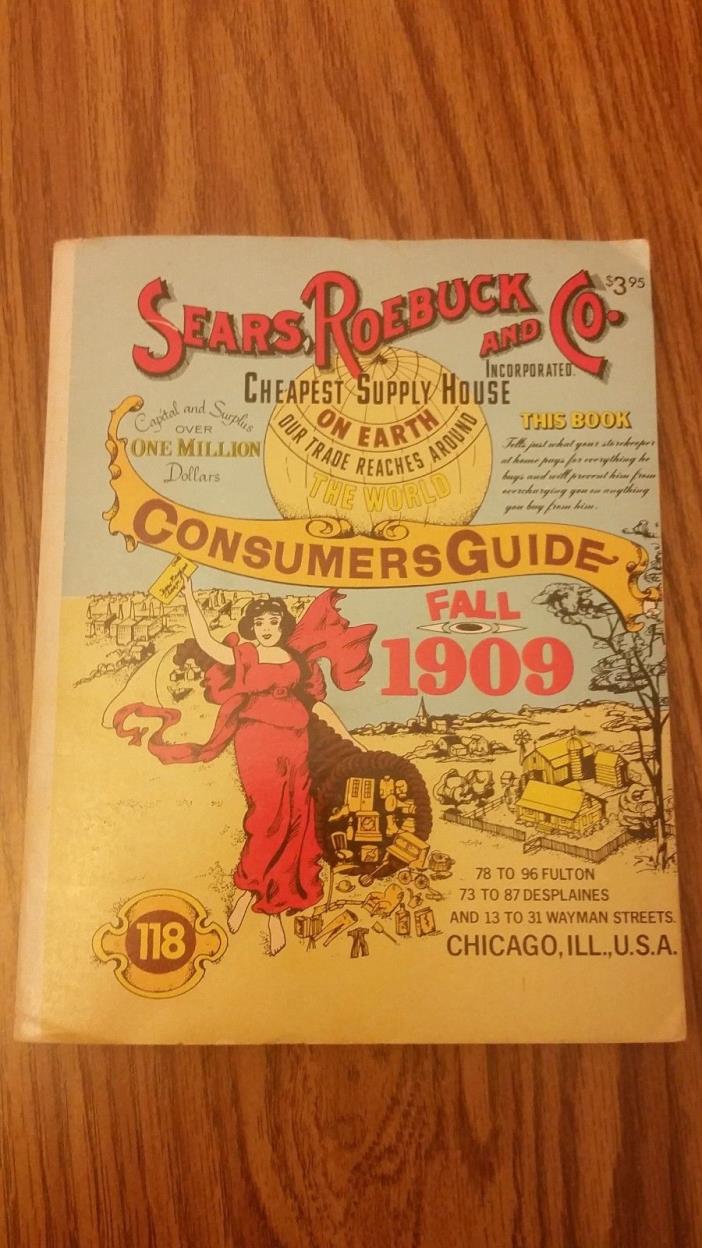 $3.95
SEARS, ROEBUCK AND CO.
INCORPORATED.
CHEAPEST SUPPLY HOUSE
ON EARTH
OUR TRADE REACHES AROUND
THE WORLD
Capital and Surplus
OVER
ONE MILLION
Dollars
THIS BOOK
Tells just what your storekeeper
at home pays for everything he
buys and will prevent him from
overcharging you on anything
you buy from him.
CONSUMERS GUIDE
FALL
1909
118
78 TO 96 FULTON
73 TO 87 DESPLAINES
AND 13 TO 31 WAYMAN STREETS.
CHICAGO, ILL., U.S.A.